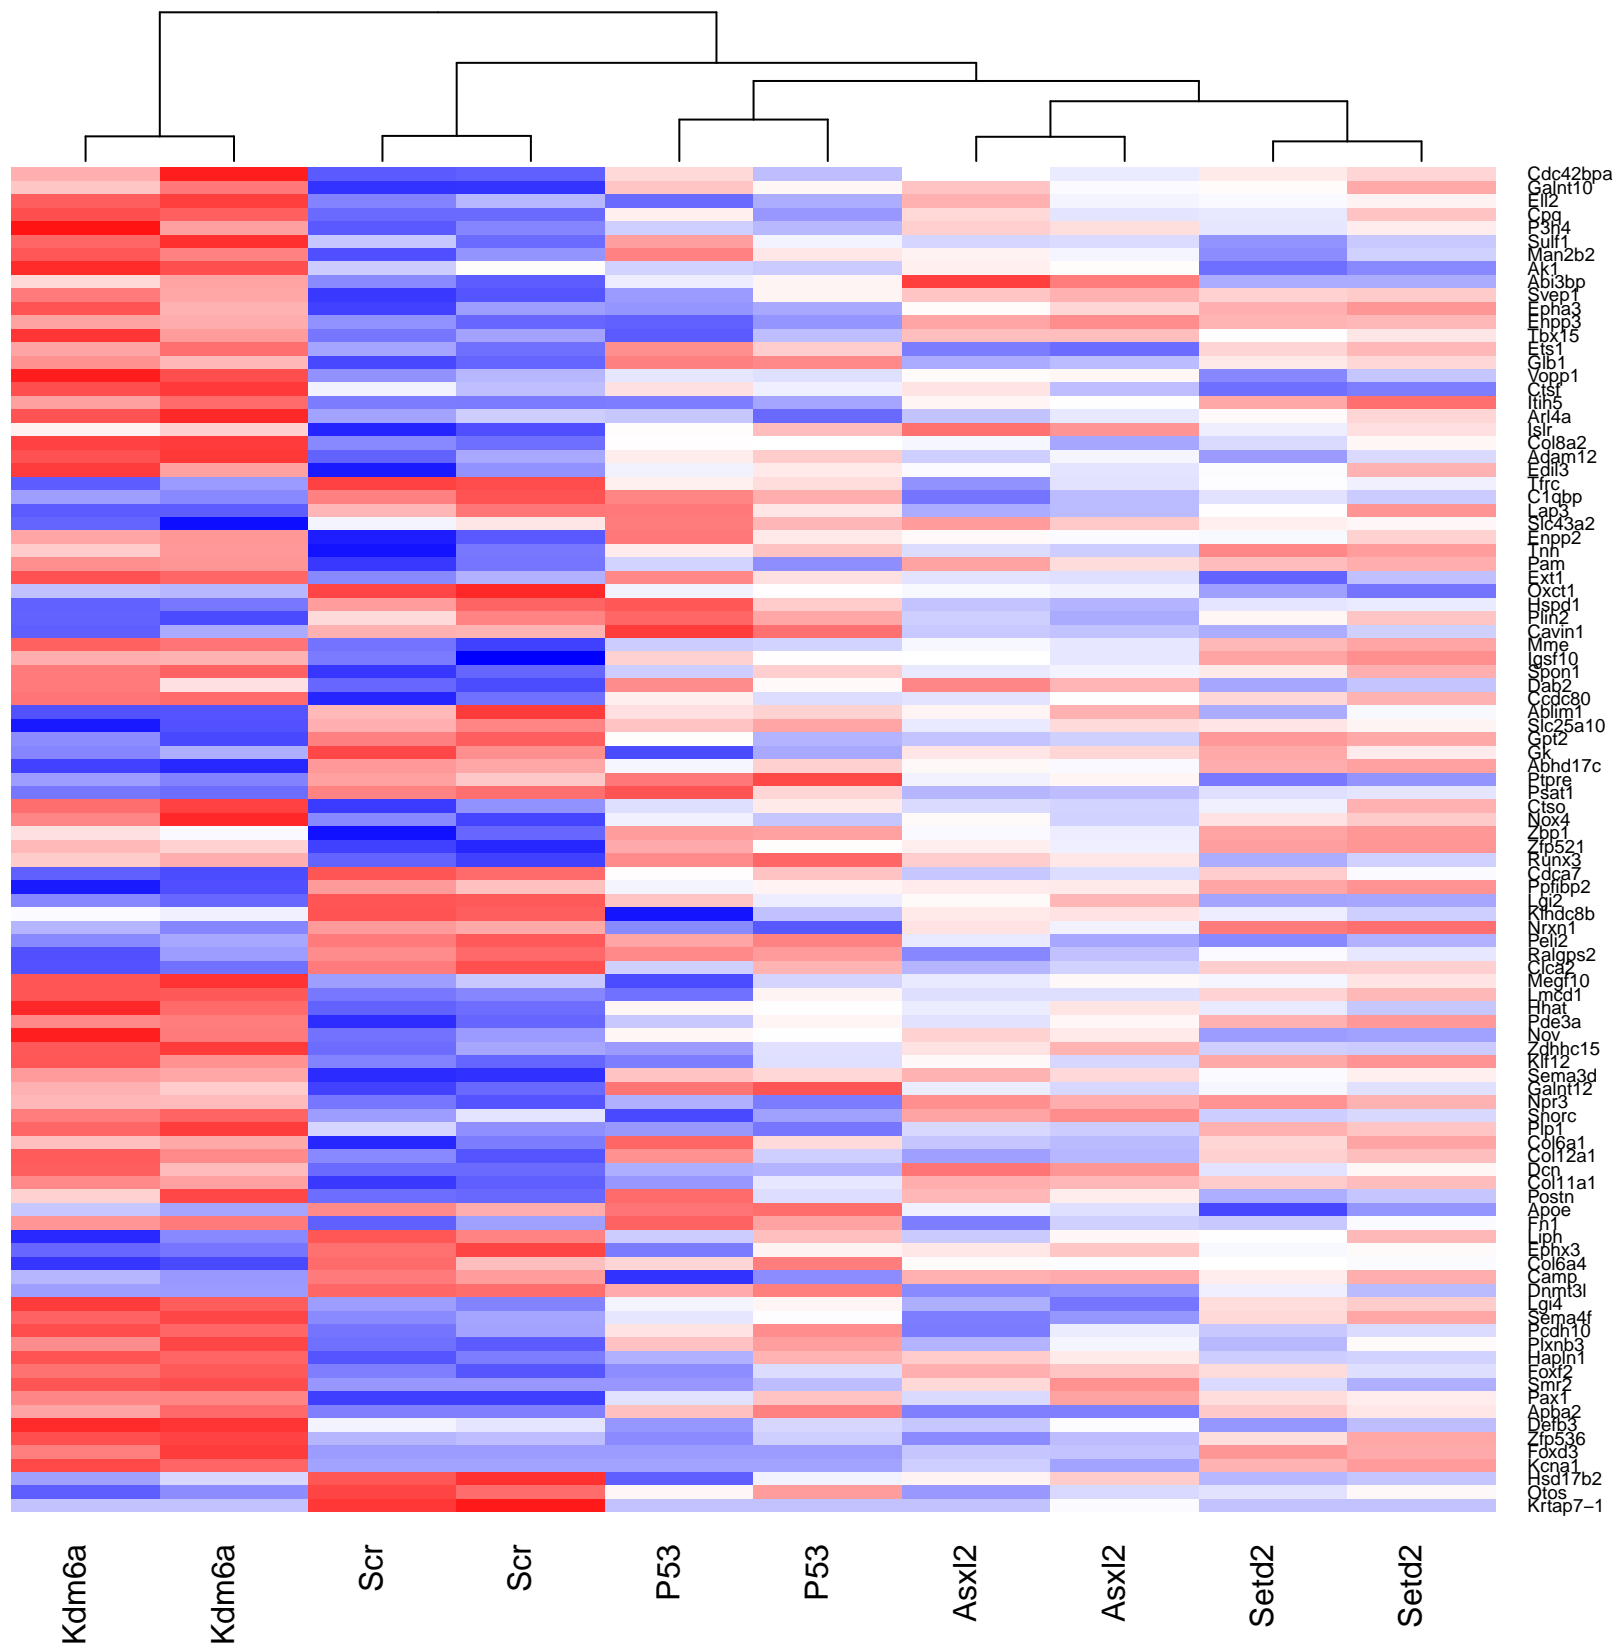 Cdc42bpa
Galnt10
Ell2
Cpq
P3h4
Sulf1
Man2b2
Ak1
Abi3bp
Svep1
Epha3
Enpp3
Tbx15
Ets1
Glb1
Vopp1
Ctsf
Itih5
Arl4a
Islr
Col8a2
Adam12
Edil3
Tfrc
C1qbp
Lap3
Slc43a2
Enpp2
Tnn
Pam
Ext1
Oxct1
Hspd1
Plin2
Cavin1
Mme
Igsf10
Spon1
Dab2
Ccdc80
Ablim1
Slc25a10
Gpt2
Gk
Abhd17c
Ptpre
Psat1
Ctso
Nox4
Zbp1
Zfp521
Runx3
Cdca7
Ppfibp2
Lgi2
Klhdc8b
Nrxn1
Peli2
Ralgps2
Clca2
Megf10
Lmcd1
Hhat
Pde3a
Nov
Zdhhc15
Klf12
Sema3d
Galnt12
Npr3
Snorc
Plp1
Col6a1
Col12a1
Dcn
Col11a1
Postn
Apoe
Fn1
Liph
Ephx3
Col6a4
Camp
Dnmt3l
Lgi4
Sema4f
Pcdh10
Plxnb3
Hapln1
Foxf2
Smr2
Pax1
Apba2
Defb3
Zfp536
Foxd3
Kcna1
Hsd17b2
Otos
Krtap7−1
Kdm6a
Kdm6a
Scr
Scr
P53
P53
Asxl2
Asxl2
Setd2
Setd2